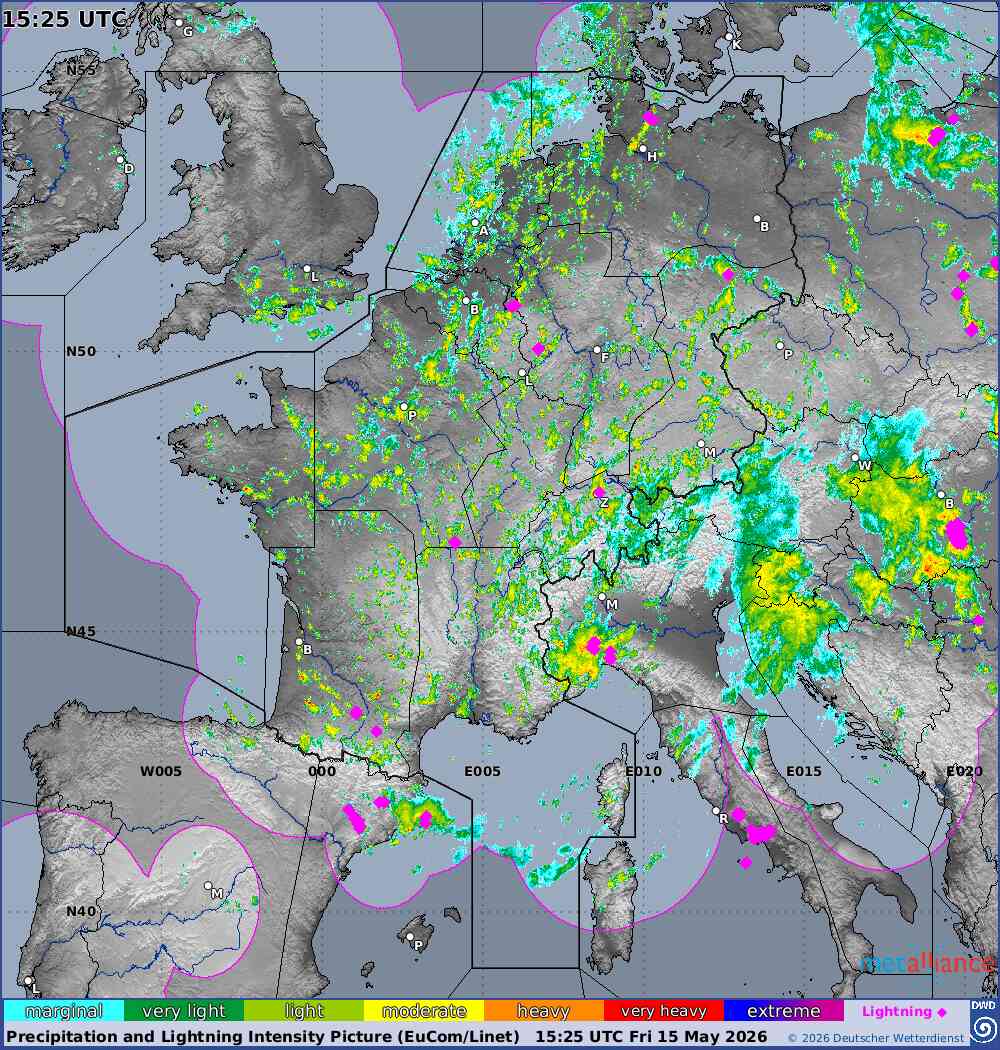 15:25 UTC
G
K
N55
H
D
A
B
L
B
N50
F
P
L
P
M
W
Z
B
M
N45
B
W005
000
E005
E010
E015
E020
R
M
N40
P
L
metalliance
marginal very light light moderate heavy very heavy extreme Lightning
DWD
Precipitation and Lightning Intensity Picture (EuCom/Linet) 15:25 UTC Fri 15 May 2026 © 2026 Deutscher Wetterdienst